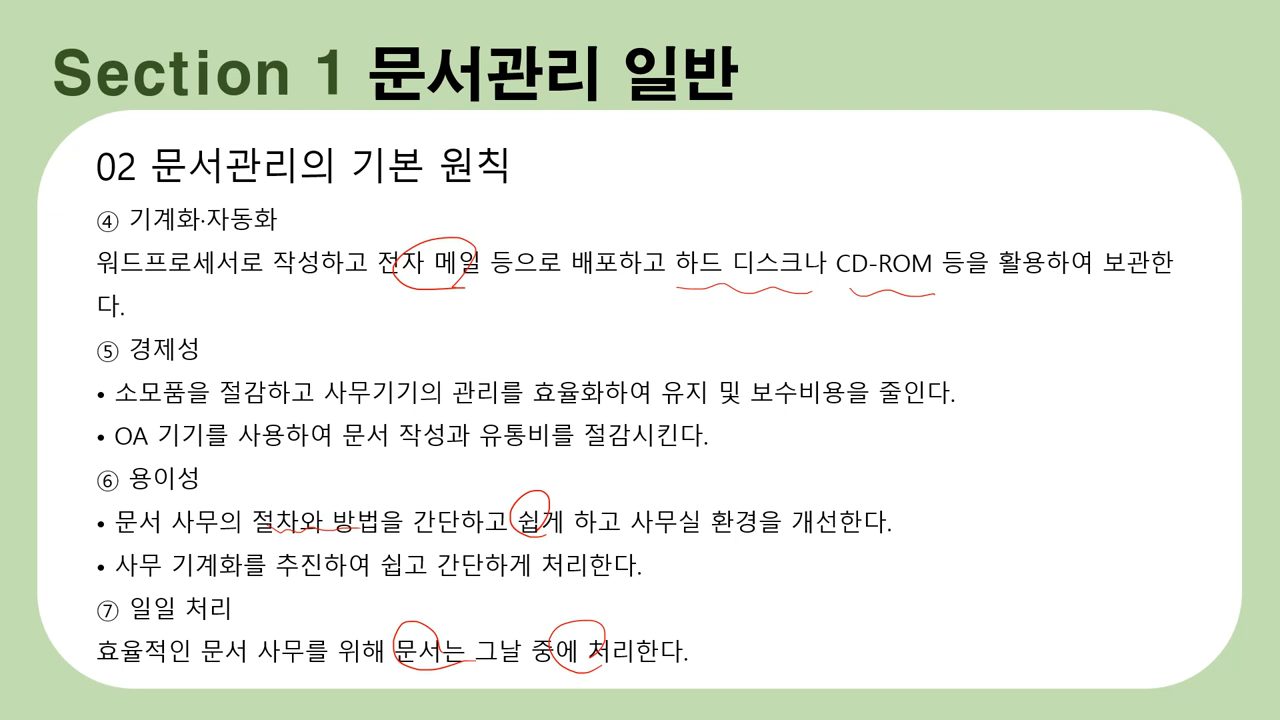 Section 1 문서관리 일반
02 문서관리의 기본 원칙
④ 기계화·자동화
워드프로세서로 작성하고 전자 메일 등으로 배포하고 하드 디스크나 CD-ROM 등을 활용하여 보관한
다.
⑤ 경제성
• 소모품을 절감하고 사무기기의 관리를 효율화하여 유지 및 보수비용을 줄인다.
• OA 기기를 사용하여 문서 작성과 유통비를 절감시킨다.
⑥ 용이성
• 문서 사무의 절차와 방법을 간단하고 쉽게 하고 사무실 환경을 개선한다.
• 사무 기계화를 추진하여 쉽고 간단하게 처리한다.
⑦ 일일 처리
효율적인 문서 사무를 위해 문서는 그날 중에 처리한다.